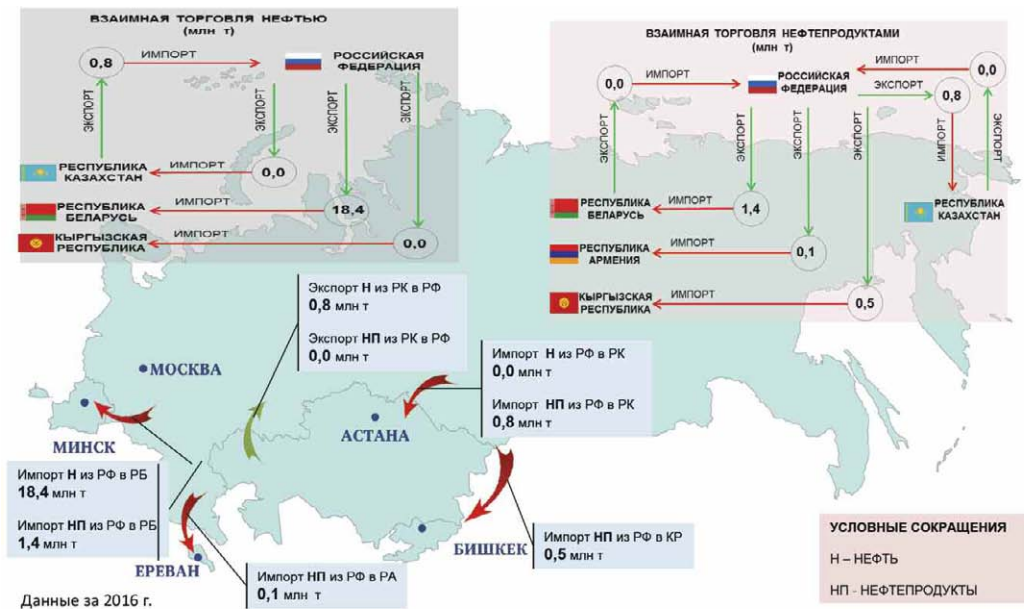 ВЗАИМНАЯ ТОРГОВЛЯ НЕФТЬЮ
(млн т)
0,8
ИМПОРТ
РОССИЙСКАЯ
ФЕДЕРАЦИЯ
ЭКСПОРТ
ЭКСПОРТ
ЭКСПОРТ
ЭКСПОРТ
РЕСПУБЛИКА
КАЗАХСТАН
ИМПОРТ
0,0
РЕСПУБЛИКА
БЕЛАРУСЬ
ИМПОРТ
18,4
КЫРГЫЗСКАЯ
РЕСПУБЛИКА
ИМПОРТ
0,0
ВЗАИМНАЯ ТОРГОВЛЯ НЕФТЕПРОДУКТАМИ
(млн т)
0,0
ИМПОРТ
РОССИЙСКАЯ
ФЕДЕРАЦИЯ
ИМПОРТ
0,0
ЭКСПОРТ
0,8
ЭКСПОРТ
ЭКСПОРТ
ЭКСПОРТ
ЭКСПОРТ
ИМПОРТ
ЭКСПОРТ
РЕСПУБЛИКА
БЕЛАРУСЬ
ИМПОРТ
1,4
РЕСПУБЛИКА
КАЗАХСТАН
РЕСПУБЛИКА
АРМЕНИЯ
ИМПОРТ
0,1
КЫРГЫЗСКАЯ
РЕСПУБЛИКА
ИМПОРТ
0,5
Экспорт Н из РК в РФ
0,8 млн т
Экспорт НП из РК в РФ
0,0 млн т
Импорт Н из РФ в РК
0,0 млн т
Импорт НП из РФ в РК
0,8 млн т
МОСКВА
АСТАНА
МИНСК
Импорт Н из РФ в РБ
18,4 млн т
Импорт НП из РФ в РБ
1,4 млн т
БИШКЕК
Импорт НП из РФ в КР
0,5 млн т
ЕРЕВАН
Импорт НП из РФ в РА
0,1 млн т
Данные за 2016 г.
УСЛОВНЫЕ СОКРАЩЕНИЯ
Н – НЕФТЬ
НП - НЕФТЕПРОДУКТЫ